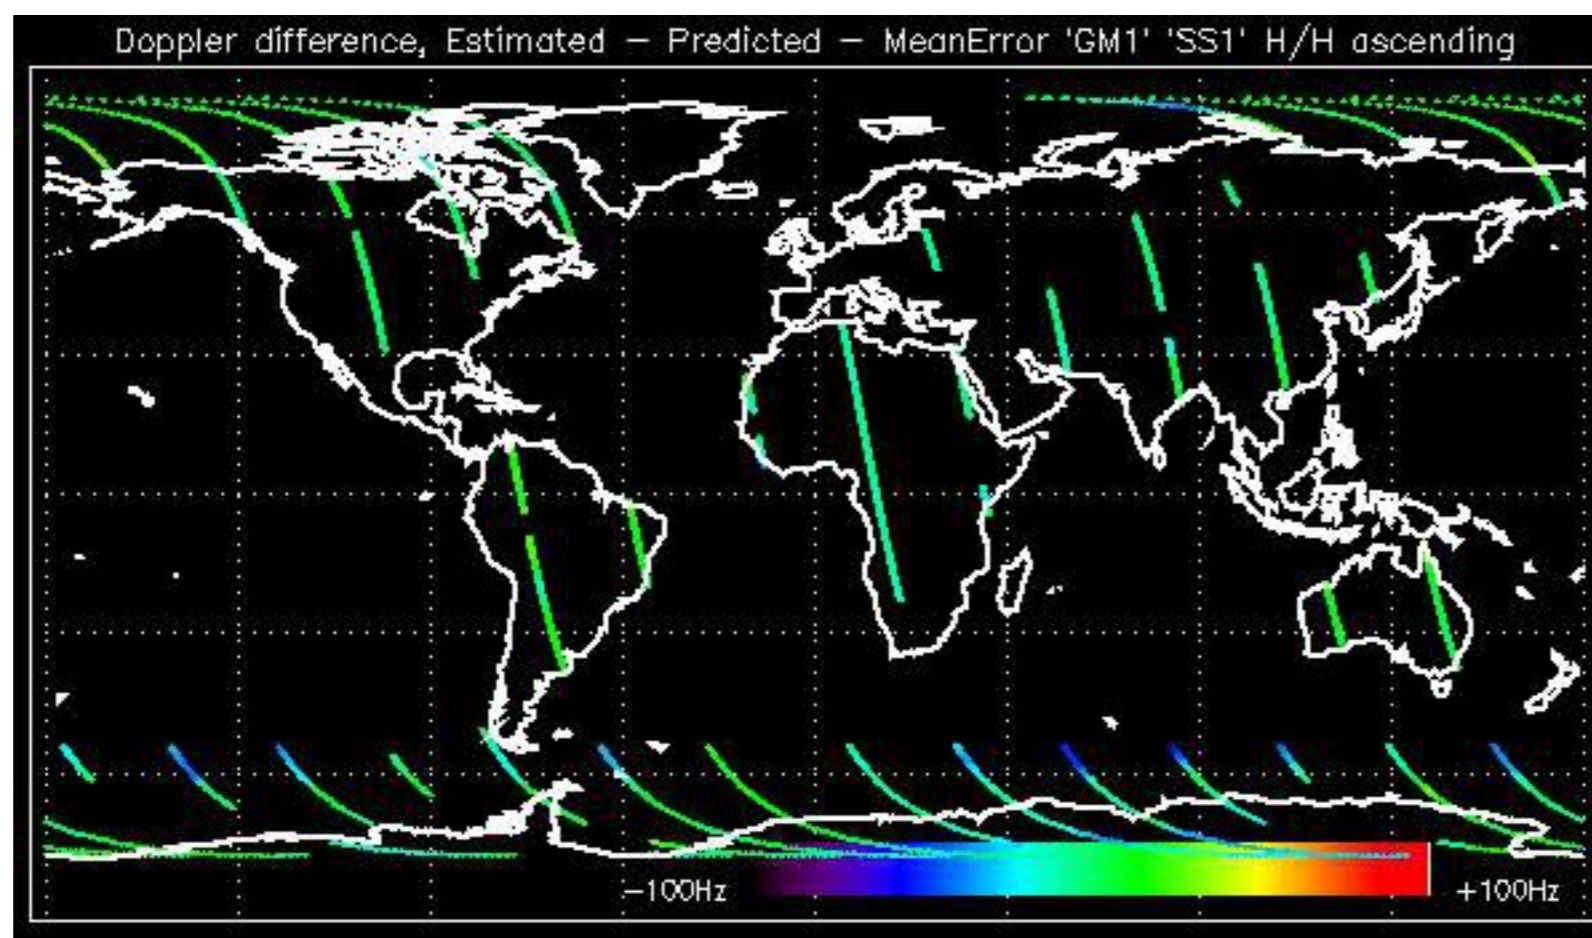 Doppler difference, Estimated – Predicted – MeanError 'GM1' 'SS1' H/H ascending
–100Hz +100Hz